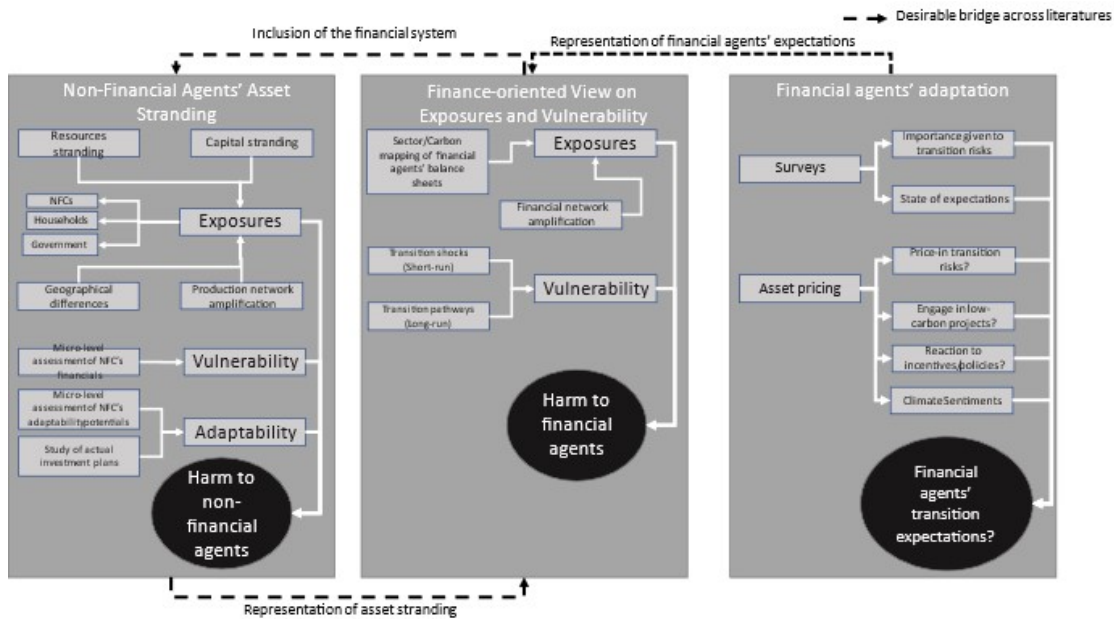 Desirable bridge across literatures
Inclusion of the financial system
Representation of financial agents' expectations
Non-Financial Agents' Asset
Stranding
Resources
stranding
Capital stranding
NFCs
Households
Government
Exposures
Geographical
differences
Production network
amplification
Micro-level
assessment of NFC's
financials
Vulnerability
Micro-level
assessment of NFC's
adaptability potentials
Study of actual
investment plans
Adaptability
Harm to
non-
financial
agents
Finance-oriented View on
Exposures and Vulnerability
Sector/Carbon
mapping of financial
agents' balance
sheets
Exposures
Financial network
amplification
Transition shocks
(Short-run)
Transition pathways
(Long-run)
Vulnerability
Harm to
financial
agents
Financial agents' adaptation
Surveys
Importance given to
transition risks
State of expectations
Asset pricing
Price-in transition
risks?
Engage in low-
carbon projects?
Reaction to
incentives/policies?
Climate Sentiments
Financial
agents'
transition
expectations?
Representation of asset stranding